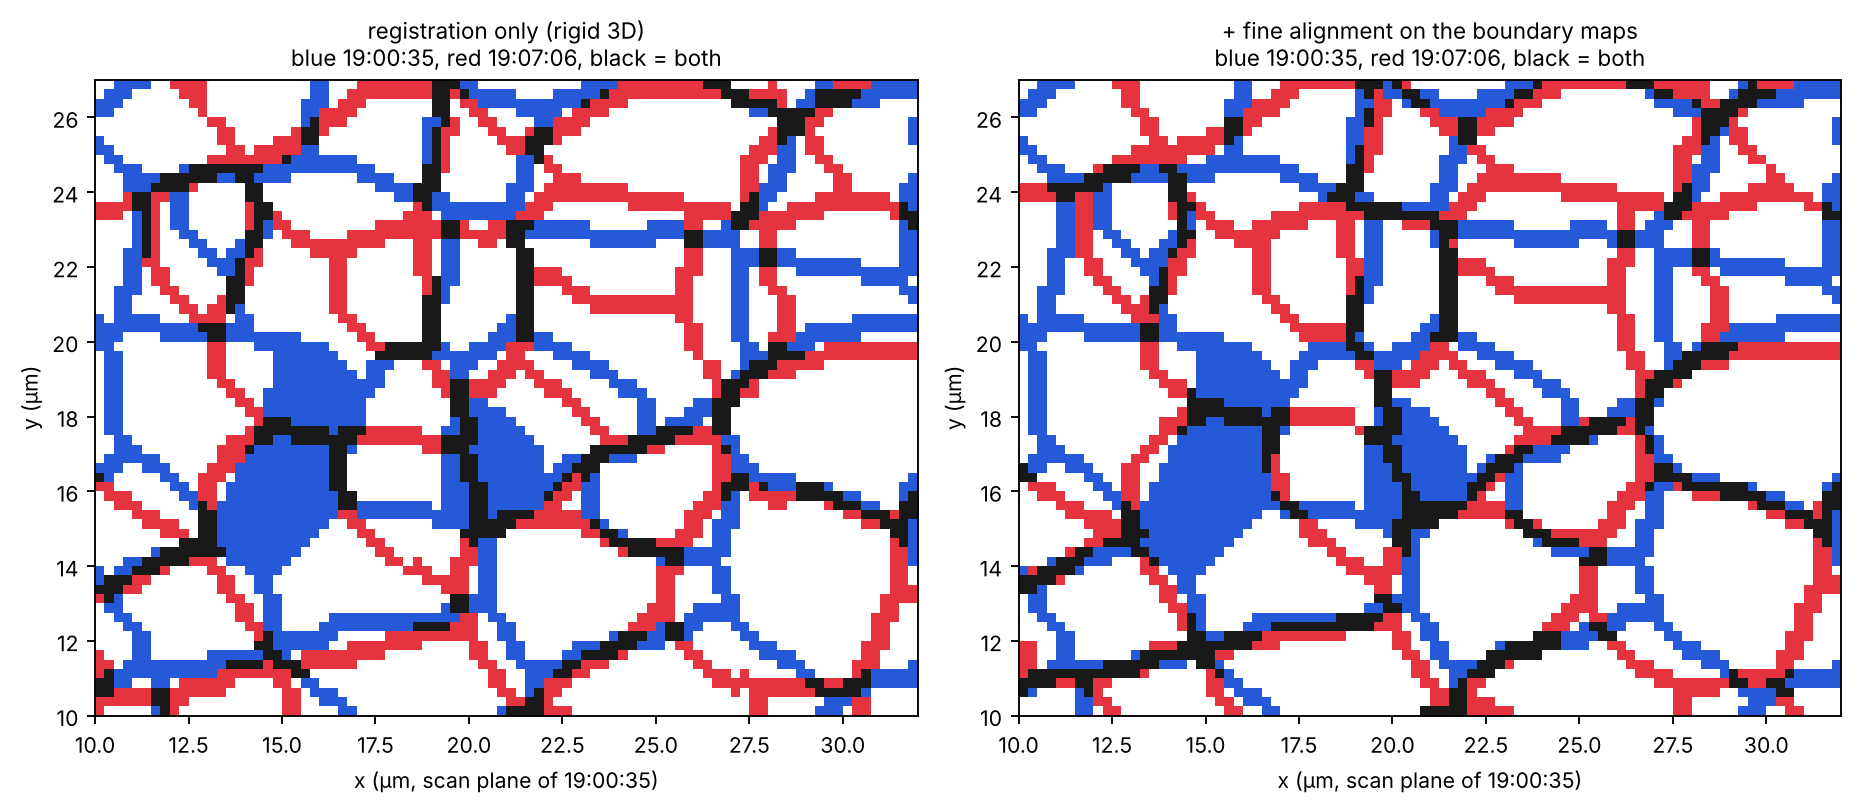 registration only (rigid 3D)
blue 19:00:35, red 19:07:06, black = both
26
24
22
20
18
16
14
12
10
y (µm)
10.0 12.5 15.0 17.5 20.0 22.5 25.0 27.5 30.0
x (µm, scan plane of 19:00:35)
+ fine alignment on the boundary maps
blue 19:00:35, red 19:07:06, black = both
26
24
22
20
18
16
14
12
10
y (µm)
10.0 12.5 15.0 17.5 20.0 22.5 25.0 27.5 30.0
x (µm, scan plane of 19:00:35)